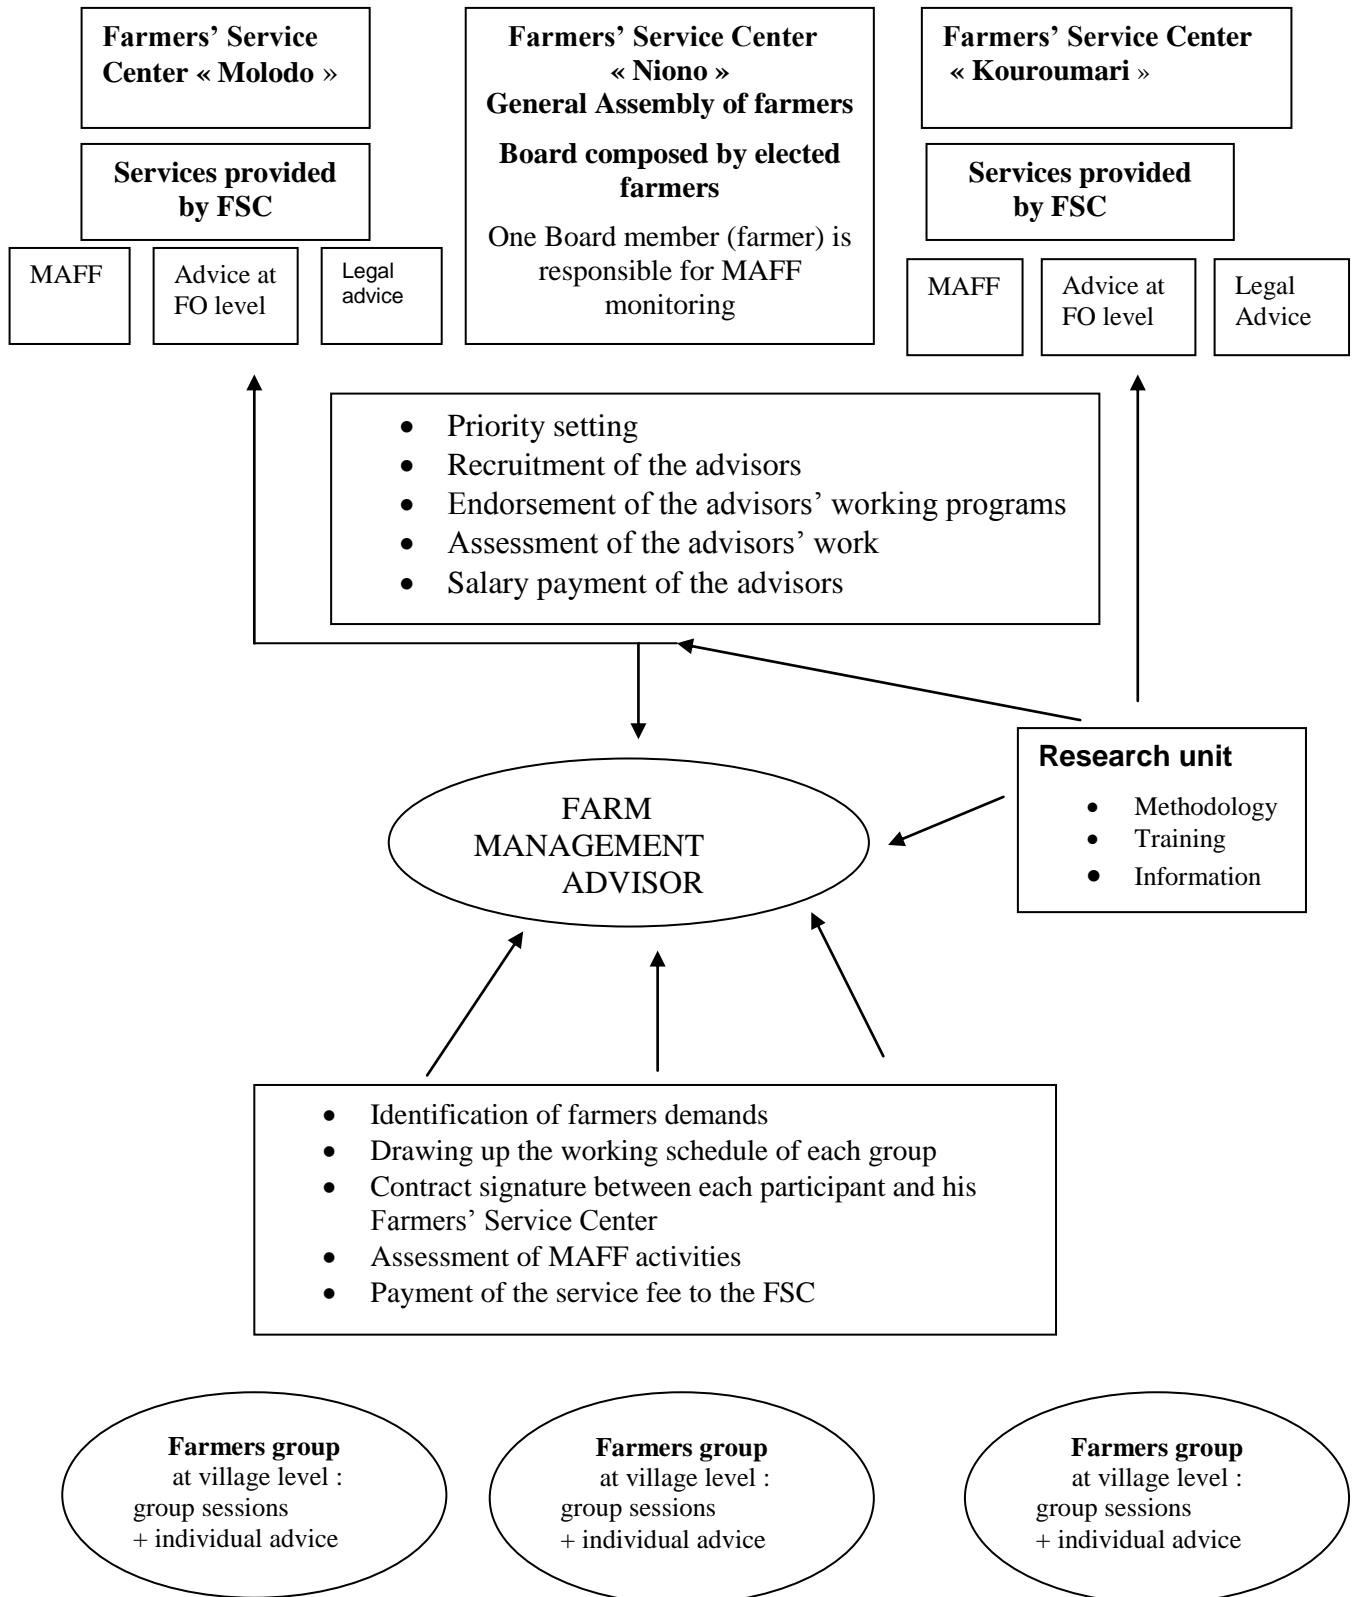 Farmers’ Service
Center « Molodo »
Services provided
by FSC
MAFF
Advice at
FO level
Legal
advice
Farmers’ Service Center
« Niono »
General Assembly of farmers
Board composed by elected
farmers
One Board member (farmer) is
responsible for MAFF
monitoring
Farmers’ Service Center
« Kouroumari »
Services provided
by FSC
MAFF
Advice at
FO level
Legal
Advice
• Priority setting
• Recruitment of the advisors
• Endorsement of the advisors’ working programs
• Assessment of the advisors’ work
• Salary payment of the advisors
Research unit
• Methodology
• Training
• Information
FARM
MANAGEMENT
ADVISOR
• Identification of farmers demands
• Drawing up the working schedule of each group
• Contract signature between each participant and his
Farmers’ Service Center
• Assessment of MAFF activities
• Payment of the service fee to the FSC
Farmers group
at village level :
group sessions
+ individual advice
Farmers group
at village level :
group sessions
+ individual advice
Farmers group
at village level :
group sessions
+ individual advice